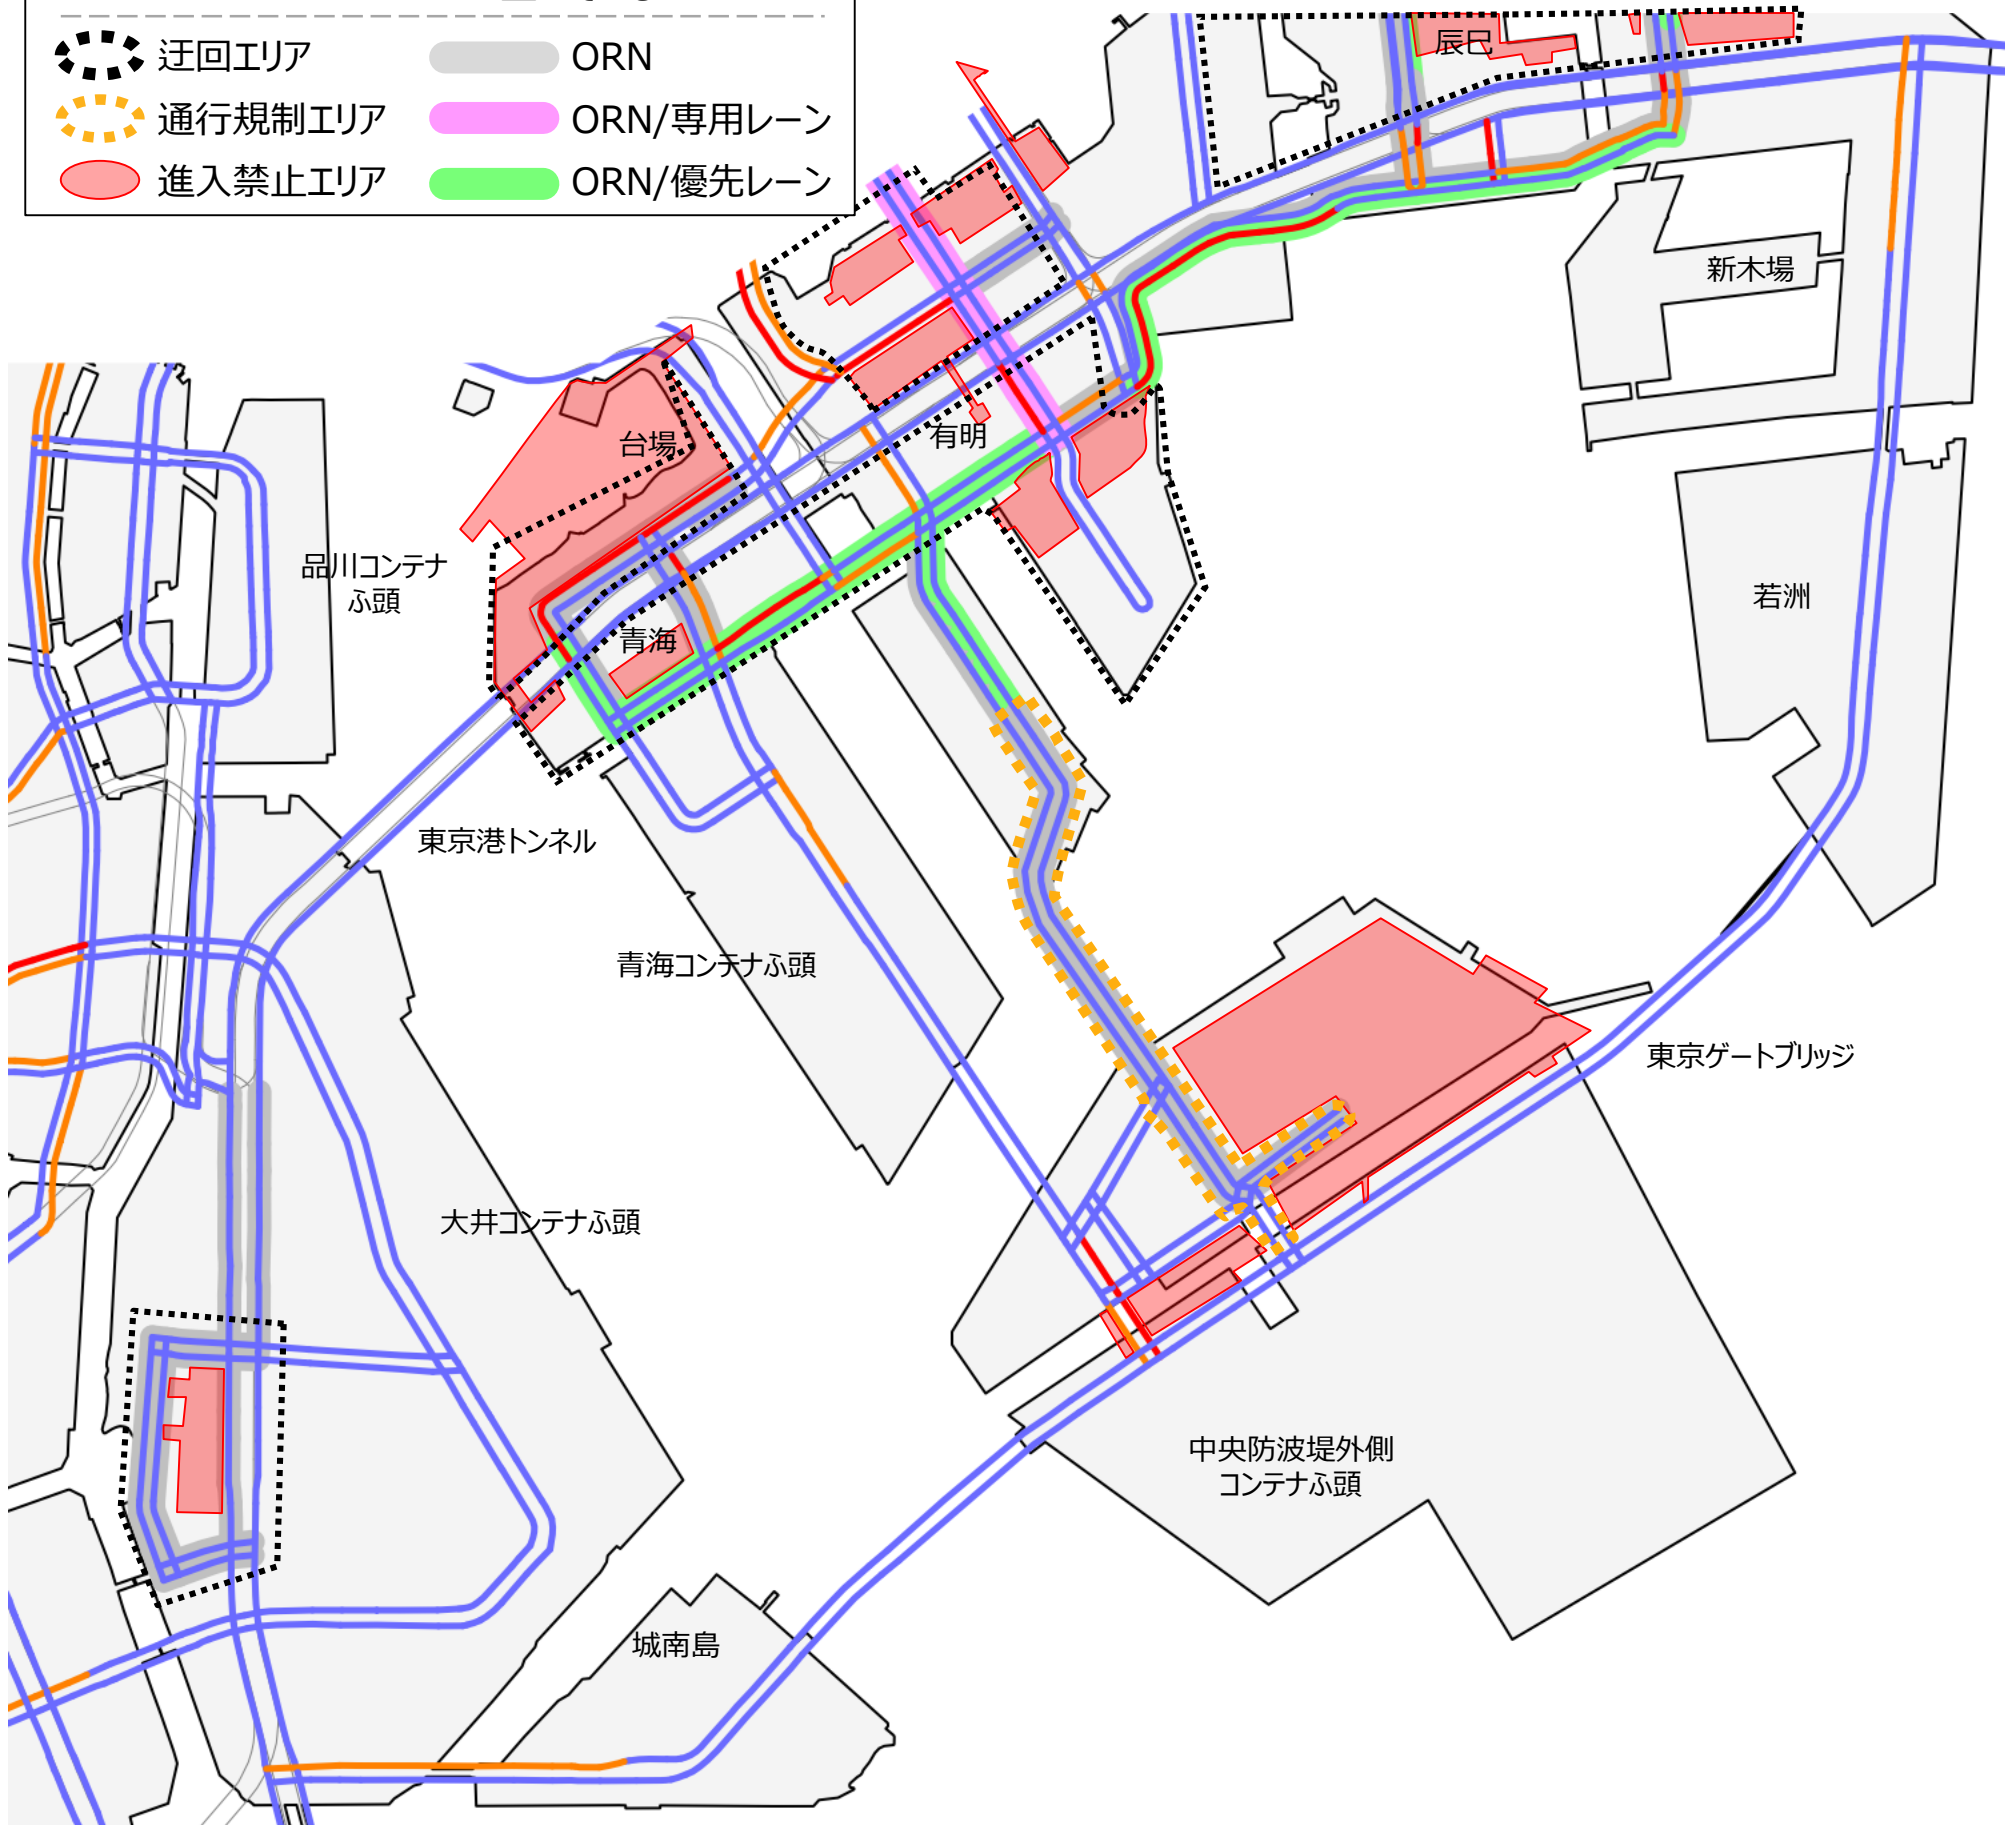 迂回エリア
ORN
通行規制エリア
ORN/専用レーン
進入禁止エリア
ORN/優先レーン
辰巳
新木場
有明
台場
品川コンテナ
ふ頭
青海
若洲
東京港トンネル
青海コンテナふ頭
東京ゲートブリッジ
大井コンテナふ頭
中央防波堤外側
コンテナふ頭
城南島